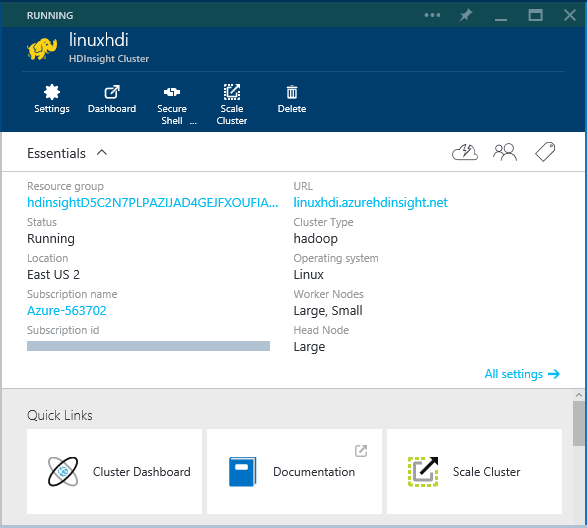 RUNNING
linuxhdi
HDInsight Cluster
Settings
Dashboard
Secure
Shell ...
Scale
Cluster
Delete
Essentials
Resource group
hdinsightD5C2N7PLPAZIJAD4GEJFXOUFIA...
URL
linuxhdi.azurehdinsight.net
Status
Running
Cluster Type
hadoop
Location
East US 2
Operating system
Linux
Subscription name
Azure-563702
Worker Nodes
Large, Small
Subscription id
Head Node
Large
All settings
Quick Links
Cluster Dashboard
Documentation
Scale Cluster